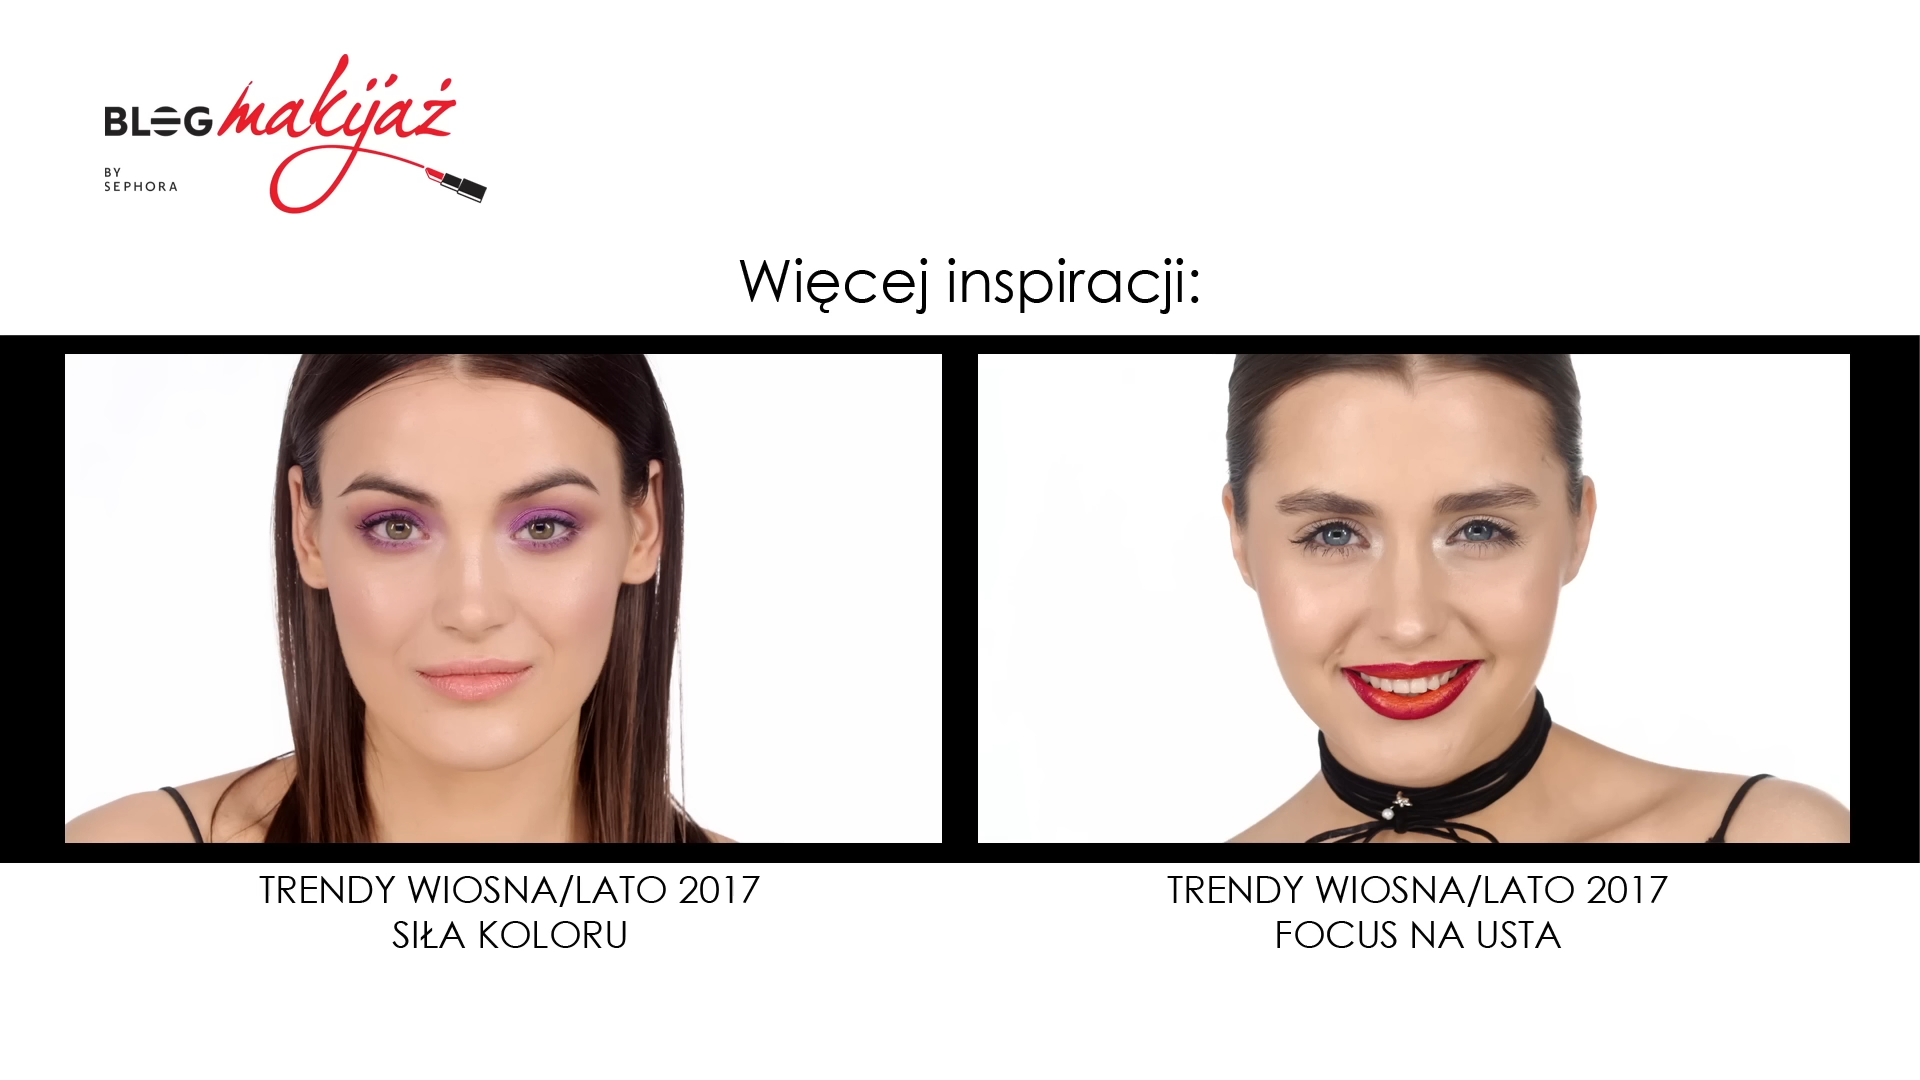 BLOG makijaż
BY
SEPHORA
Więcej inspiracji:
TRENDY WIOSNA/LATO 2017
SIŁA KOLORU
TRENDY WIOSNA/LATO 2017
FOCUS NA USTA